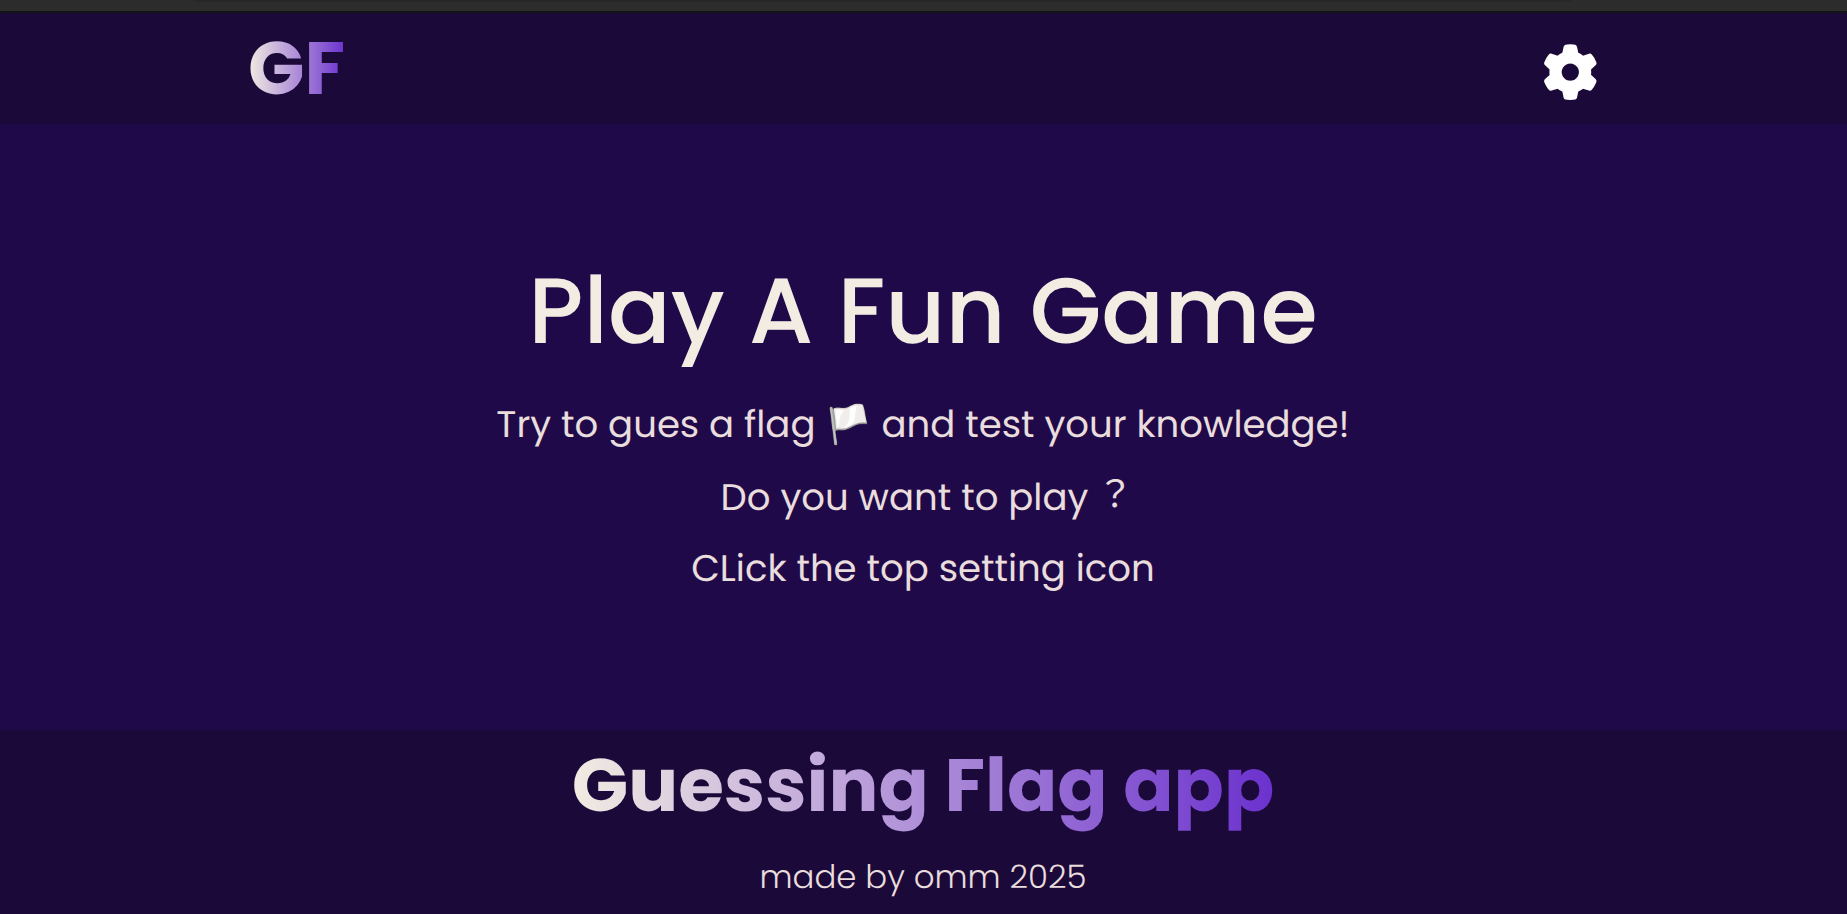 GF
Play A Fun Game
Try to gues a flag 🏳️ and test your knowledge!
Do you want to play ?
CLick the top setting icon
Guessing Flag app
made by omm 2025